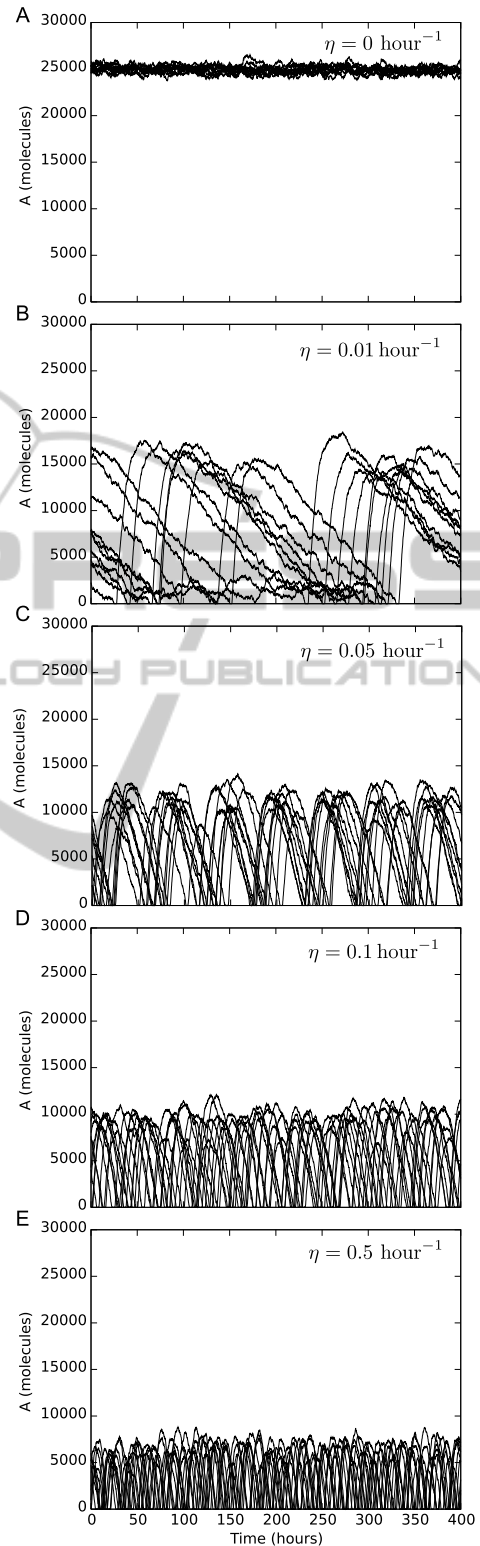 A
30000
25000
20000
15000
10000
5000
0
A (molecules)
η = 0 hour⁻¹
B
30000
25000
20000
15000
10000
5000
0
A (molecules)
η = 0.01 hour⁻¹
C
30000
25000
20000
15000
10000
5000
0
A (molecules)
η = 0.05 hour⁻¹
LOGY PUBLICATION
D
30000
25000
20000
15000
10000
5000
0
A (molecules)
η = 0.1 hour⁻¹
E
30000
25000
20000
15000
10000
5000
0
A (molecules)
η = 0.5 hour⁻¹
0 50 100 150 200 250 300 350 400
Time (hours)